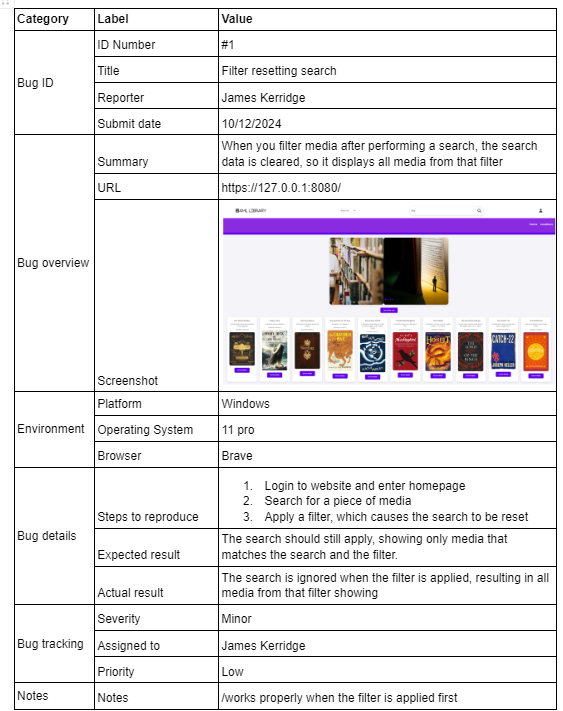 Category Label Value
Bug ID ID Number #1
Title Filter resetting search
Reporter James Kerridge
Submit date 10/12/2024
Bug overview Summary When you filter media after performing a search, the search
data is cleared, so it displays all media from that filter
URL https://127.0.0.1:8080/
Screenshot
LIBRARY
CATCH-22
Environment Platform Windows
Operating System 11 pro
Browser Brave
Bug details Steps to reproduce 1. Login to website and enter homepage
2. Search for a piece of media
3. Apply a filter, which causes the search to be reset
Expected result The search should still apply, showing only media that
matches the search and the filter.
Actual result The search is ignored when the filter is applied, resulting in all
media from that filter showing
Bug tracking Severity Minor
Assigned to James Kerridge
Priority Low
Notes Notes /works properly when the filter is applied first